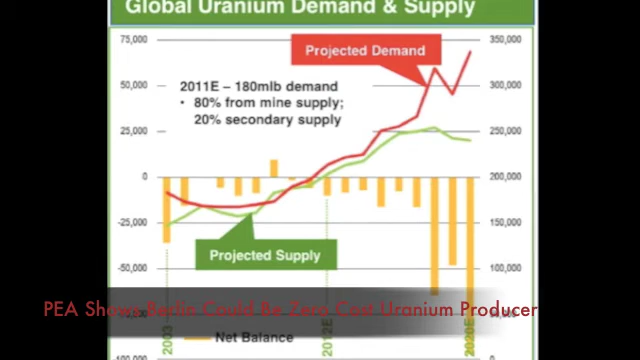 Global Uranium Demand & Supply
75,000
350,000
Projected Demand
50,000
300,000
2011E – 180mlb demand
• 80% from mine supply;
20% secondary supply
25,000
250,000
0
200,000
-25,000
150,000
Projected Supply
-50,000
100,000
PEA Shows Berlin Could Be Zero Cost Uranium Producer
Net Balance
2003
2012E
2020E
-100,000